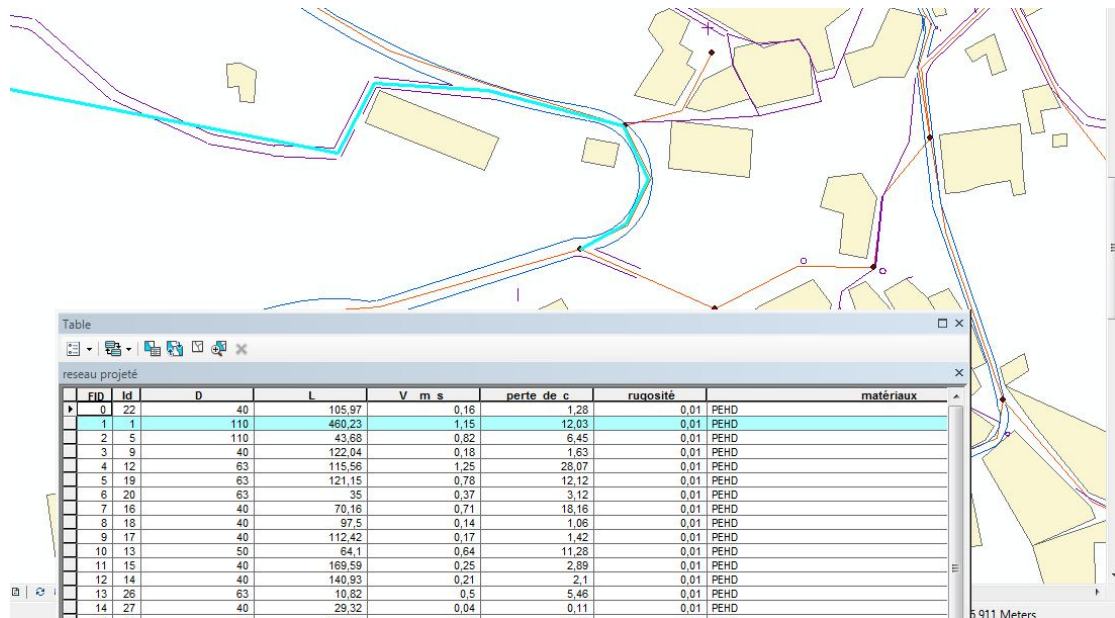 Table
reseau projeté
FID Id D L V_m_s perte_de_c rugosité matériaux
0 22 40 105,97 0,16 1,28 0,01 PEHD
1 1 110 460,23 1,15 12,03 0,01 PEHD
2 5 110 43,68 0,82 6,45 0,01 PEHD
3 9 40 122,04 0,18 1,63 0,01 PEHD
4 12 63 115,56 1,25 28,07 0,01 PEHD
5 19 63 121,15 0,78 12,12 0,01 PEHD
6 20 63 35 0,37 3,12 0,01 PEHD
7 16 40 70,16 0,71 18,16 0,01 PEHD
8 18 40 97,5 0,14 1,06 0,01 PEHD
9 17 40 112,42 0,17 1,42 0,01 PEHD
10 13 50 64,1 0,64 11,28 0,01 PEHD
11 15 40 169,59 0,25 2,89 0,01 PEHD
12 14 40 140,93 0,21 2,1 0,01 PEHD
13 26 63 10,82 0,5 5,46 0,01 PEHD
14 27 40 29,32 0,04 0,11 0,01 PEHD
911 Meters